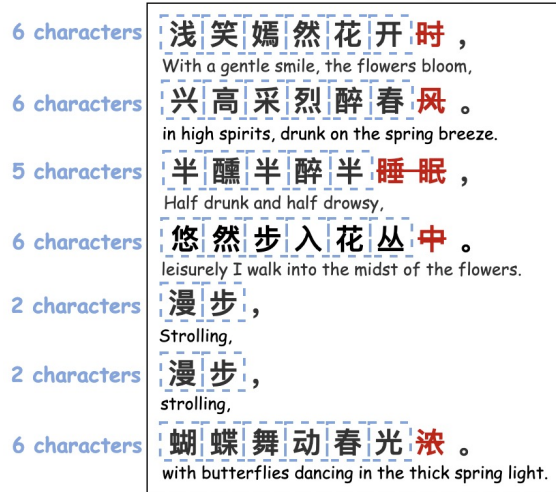 6 characters 浅笑嫣然花开时，
With a gentle smile, the flowers bloom,
6 characters 兴高采烈醉春风。
in high spirits, drunk on the spring breeze.
5 characters 半醺半醉半睡眠，
Half drunk and half drowsy,
6 characters 悠然步入花丛中。
leisurely I walk into the midst of the flowers.
2 characters 漫步，
Strolling,
2 characters 漫步，
strolling,
6 characters 蝴蝶舞动春光浓。
with butterflies dancing in the thick spring light.